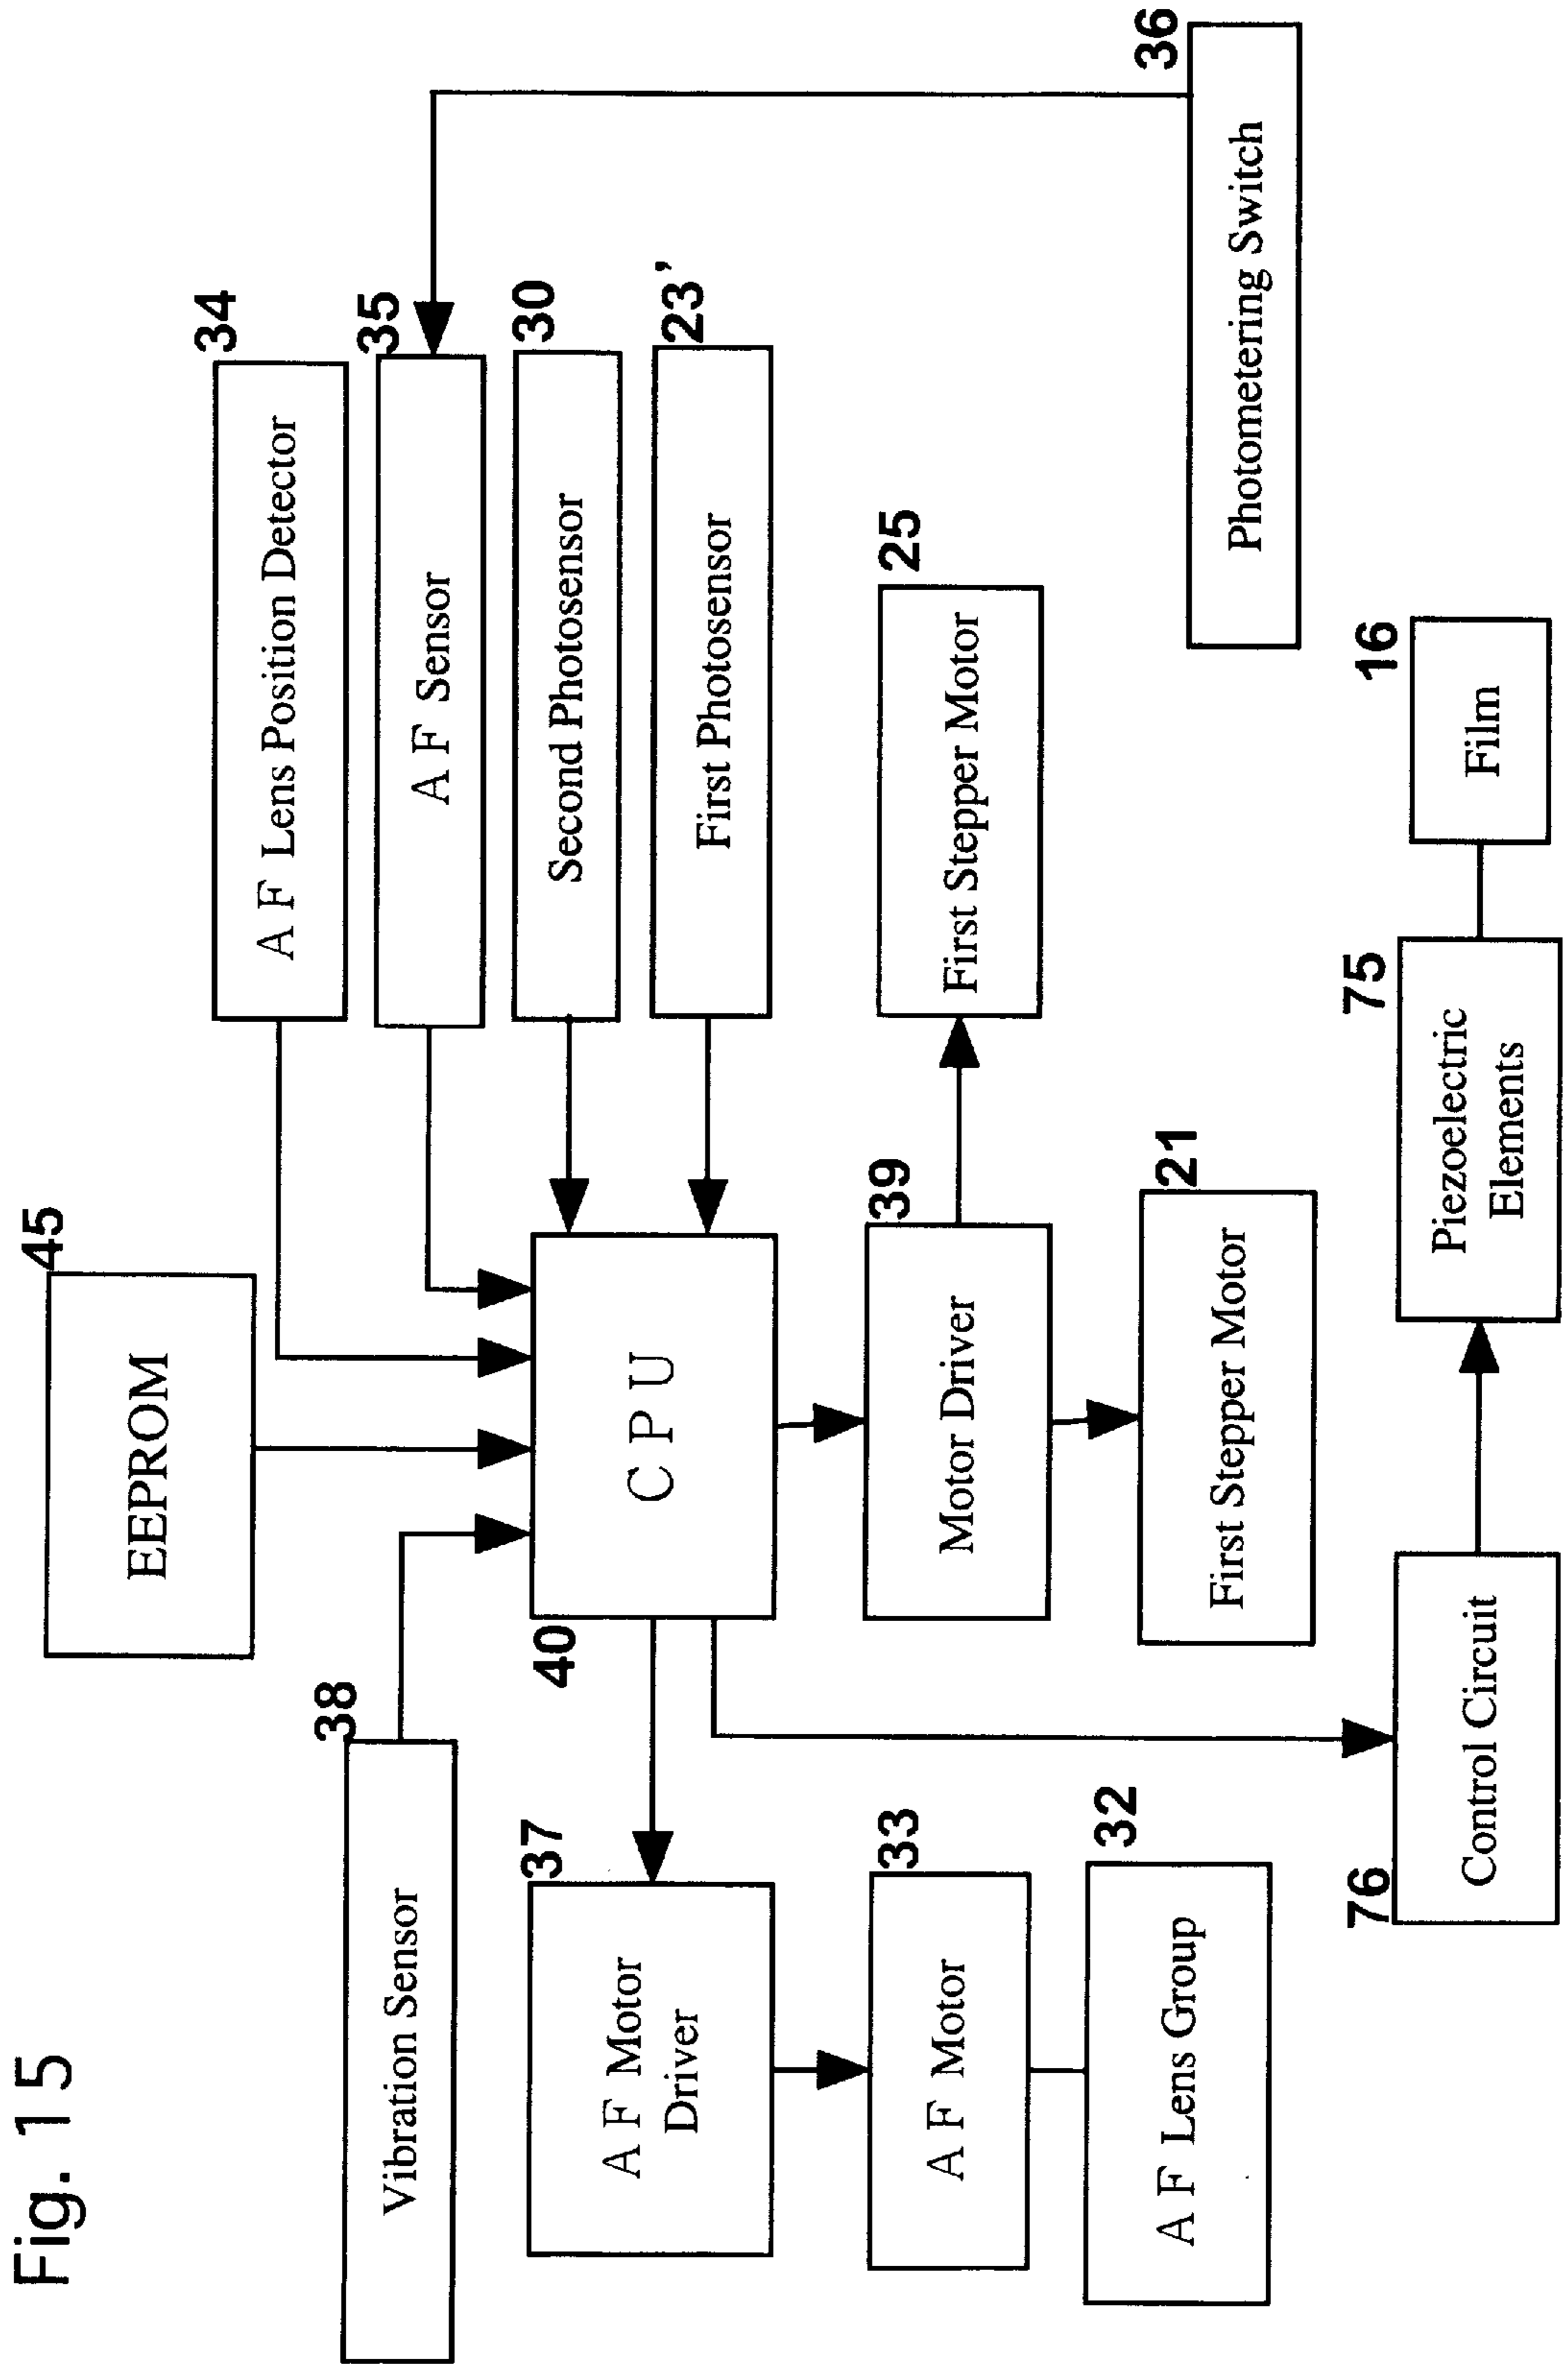 Fig. 15
45
EEPROM
38
Vibration Sensor
34
A F Lens Position Detector
35
A F Sensor
30
Second Photosensor
23’
First Photosensor
36
Photometering Switch
40
C P U
37
A F Motor
Driver
33
A F Motor
32
A F Lens Group
39
Motor Driver
25
First Stepper Motor
21
First Stepper Motor
76
Control Circuit
75
Piezoelectric
Elements
16
Film